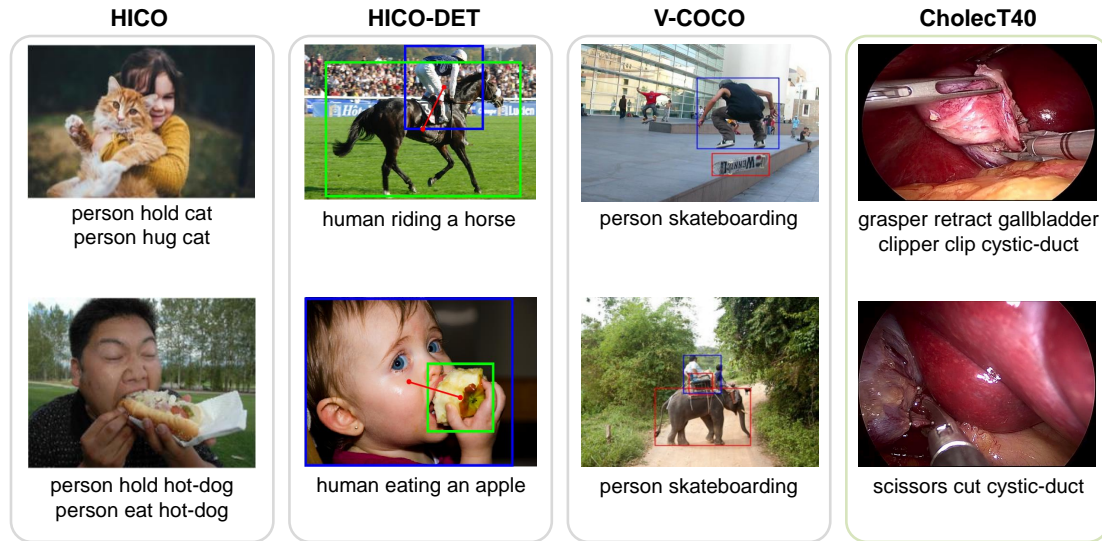 HICO
HICO-DET
V-COCO
CholecT40
person hold cat
person hug cat
human riding a horse
person skateboarding
grasper retract gallbladder
clipper clip cystic-duct
person hold hot-dog
person eat hot-dog
human eating an apple
person skateboarding
scissors cut cystic-duct